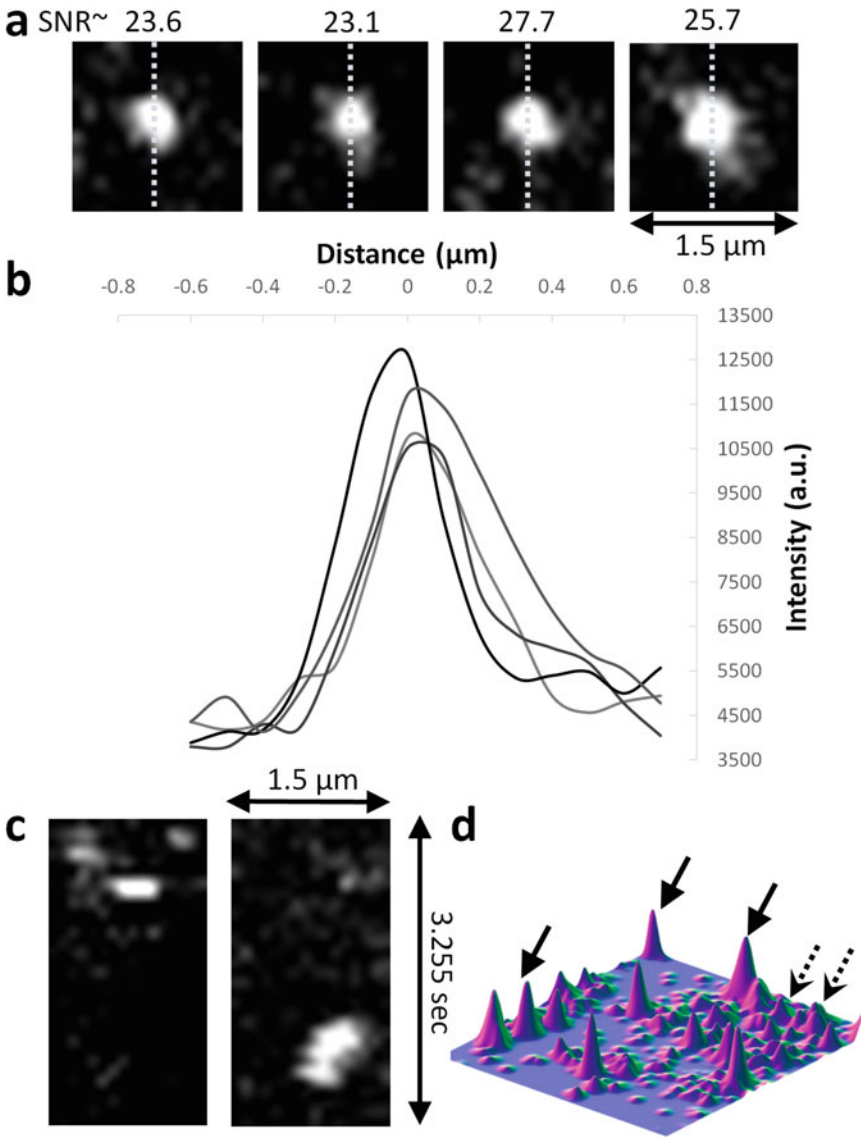 a SNR~ 23.6 23.1 27.7 25.7
1.5 µm
Distance (µm)
b
-0.8 -0.6 -0.4 -0.2 0 0.2 0.4 0.6 0.8
13500
12500
11500
10500
9500
8500
7500
6500
5500
4500
3500
Intensity (a.u.)
1.5 µm
c
3.255 sec
d